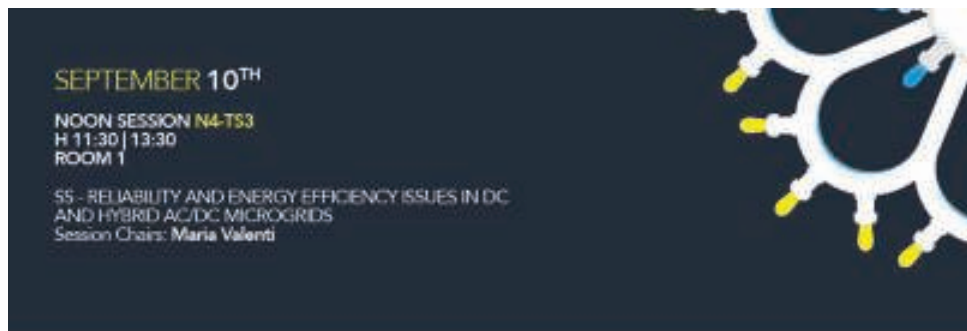 SEPTEMBER 10TH
NOON SESSION N4-TS3
H 11:30 | 13:30
ROOM 1
SS - RELIABILITY AND ENERGY EFFICIENCY ISSUES IN DC
AND HYBRID AC/DC MICROGRIDS
Session Chairs: Maria Valenti